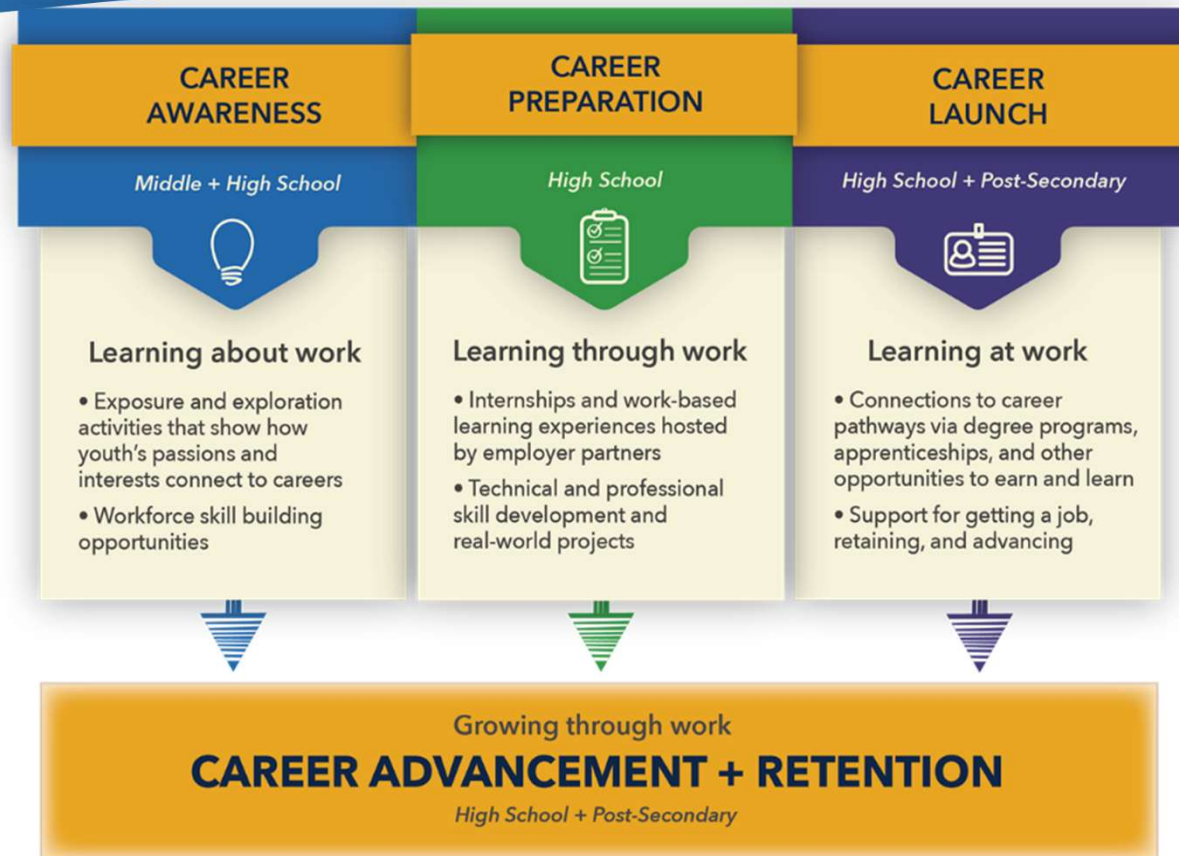 CAREER
AWARENESS
Middle + High School
Learning about work
• Exposure and exploration
activities that show how
youth's passions and
interests connect to careers
• Workforce skill building
opportunities
CAREER
PREPARATION
High School
Learning through work
• Internships and work-based
learning experiences hosted
by employer partners
• Technical and professional
skill development and
real-world projects
CAREER
LAUNCH
High School + Post-Secondary
Learning at work
• Connections to career
pathways via degree programs,
apprenticeships, and other
opportunities to earn and learn
• Support for getting a job,
retaining, and advancing
Growing through work
CAREER ADVANCEMENT + RETENTION
High School + Post-Secondary